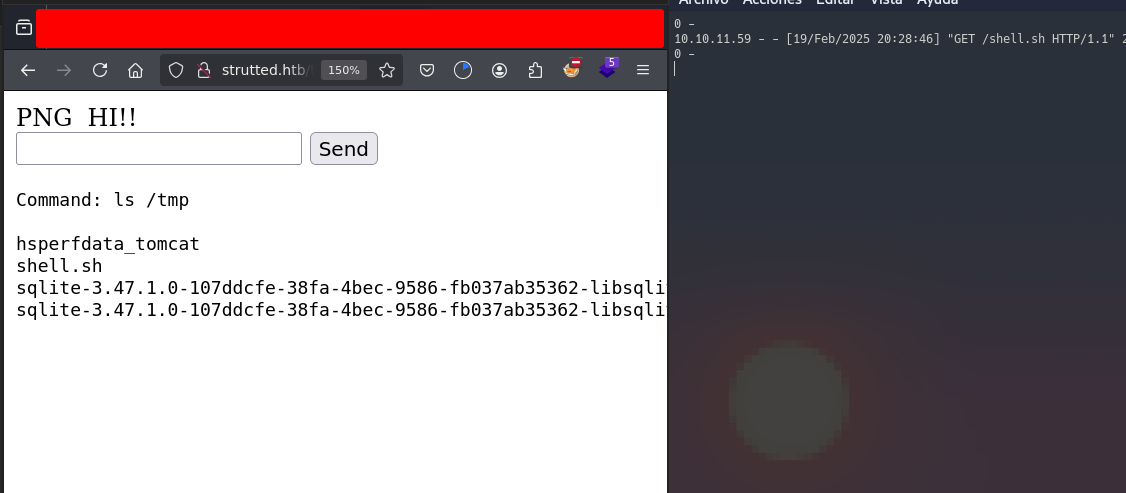 Archivo Acciones Editar Vista Ayuda
0 -
10.10.11.59 - - [19/Feb/2025 20:28:46] "GET /shell.sh HTTP/1.1" 2
0 -
strutted.htb/
150%
5
PNG HI!!
Send
Command: ls /tmp
hsperfdata_tomcat
shell.sh
sqlite-3.47.1.0-107ddcfe-38fa-4bec-9586-fb037ab35362-libsqli
sqlite-3.47.1.0-107ddcfe-38fa-4bec-9586-fb037ab35362-libsqli